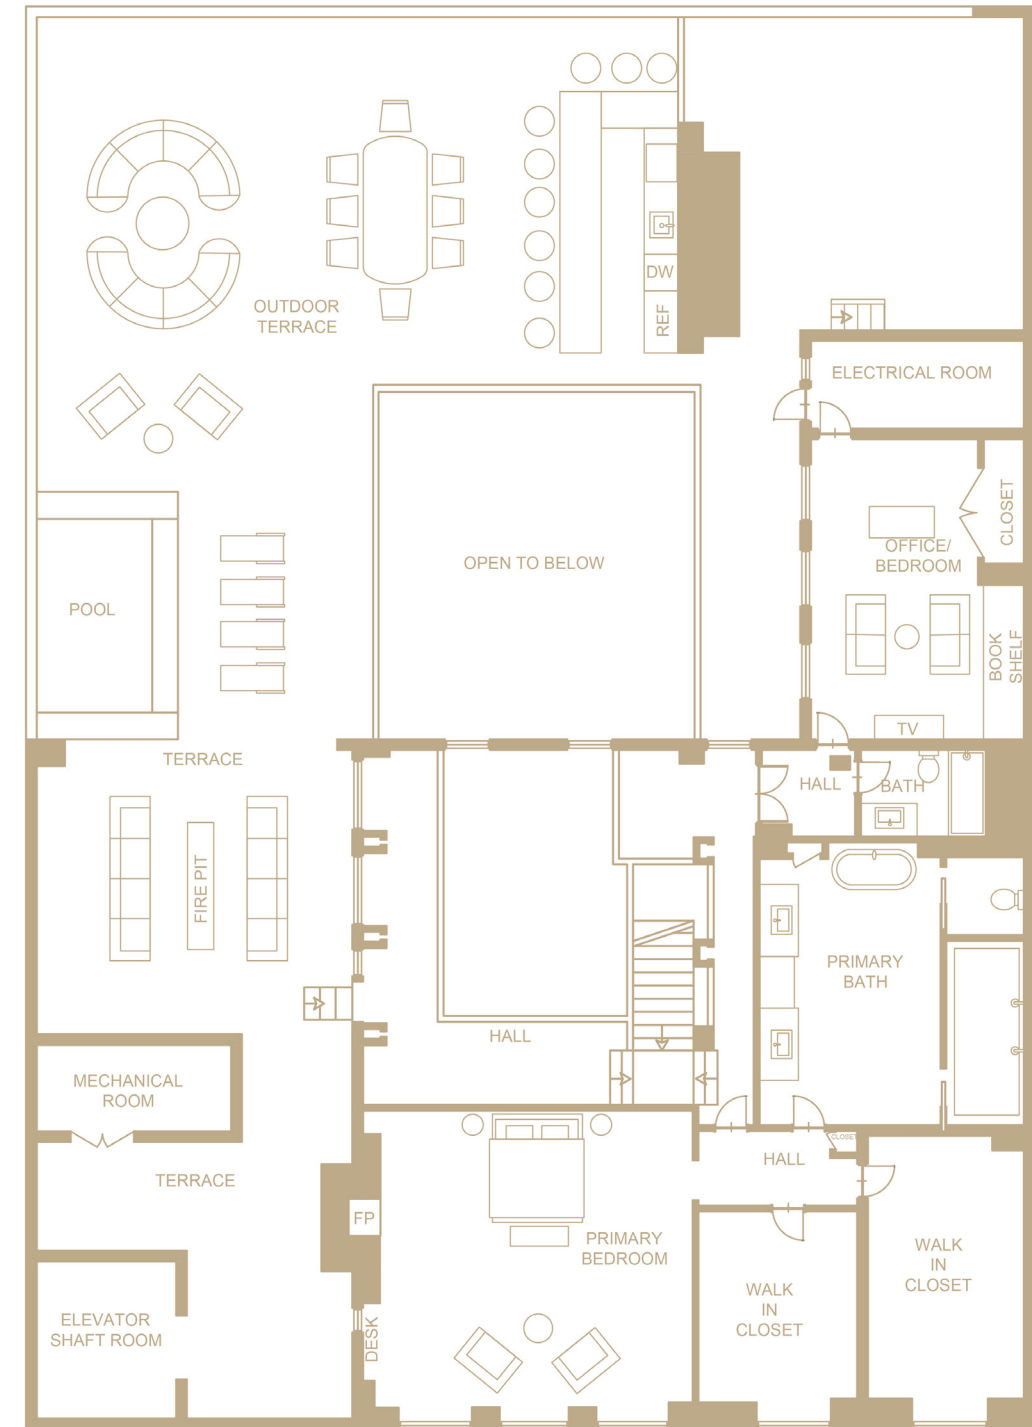 DW
REF
OUTDOOR
TERRACE
ELECTRICAL ROOM
CLOSET
OFFICE/
BEDROOM
OPEN TO BELOW
POOL
BOOK
SHELF
TV
TERRACE
HALL
BATH
FIRE PIT
PRIMARY
BATH
HALL
MECHANICAL
ROOM
CLOSET
HALL
TERRACE
FP
PRIMARY
BEDROOM
WALK
IN
CLOSET
WALK
IN
CLOSET
ELEVATOR
SHAFT ROOM
DESK